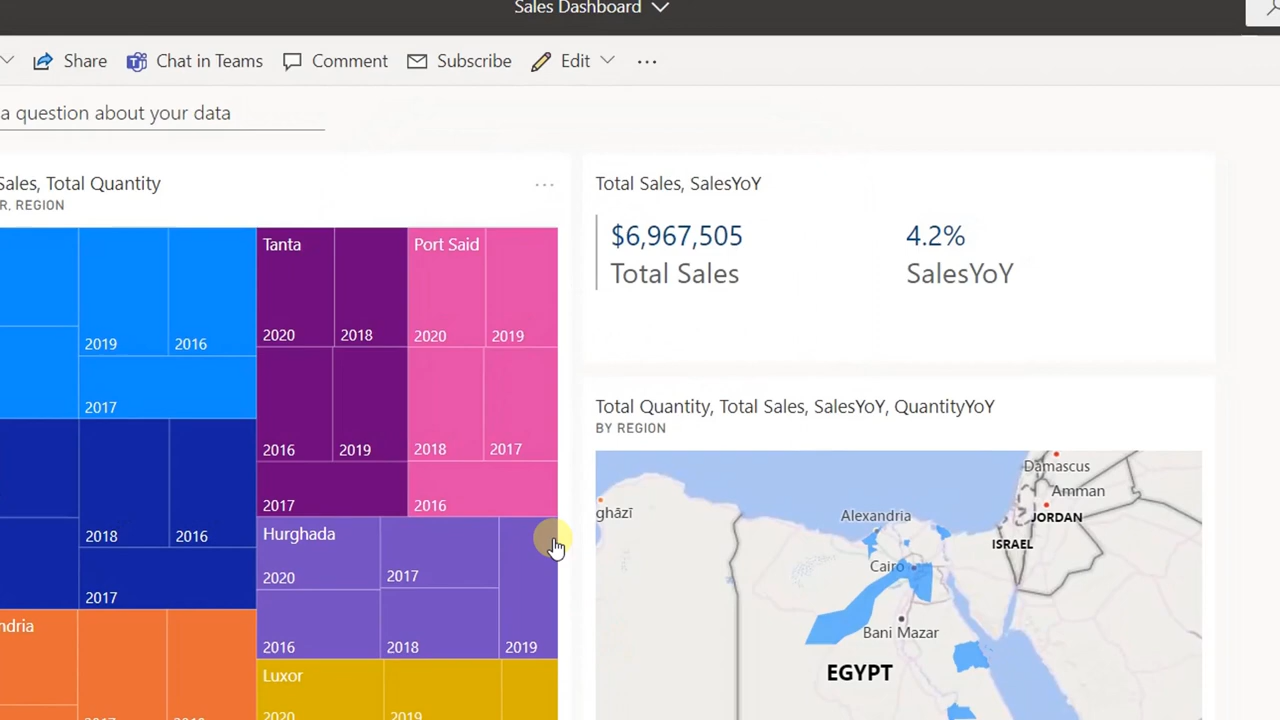 Sales Dashboard
Share Chat in Teams Comment Subscribe Edit ...
a question about your data
Sales, Total Quantity
R, REGION
2019 2016
2017
2018 2016
2017
ndria
Tanta
2020 2018
2016 2019
2017
Port Said
2020 2019
2018 2017
2016
Hurghada
2020 2017
2016 2018 2019
Luxor
2020 2019
Total Sales, SalesYoY
$6,967,505 4.2%
Total Sales SalesYoY
Total Quantity, Total Sales, SalesYoY, QuantityYoY
BY REGION
Damascus
Amman
ghāzī
Alexandria
JORDAN
ISRAEL
Cairo
Bani Mazar
EGYPT